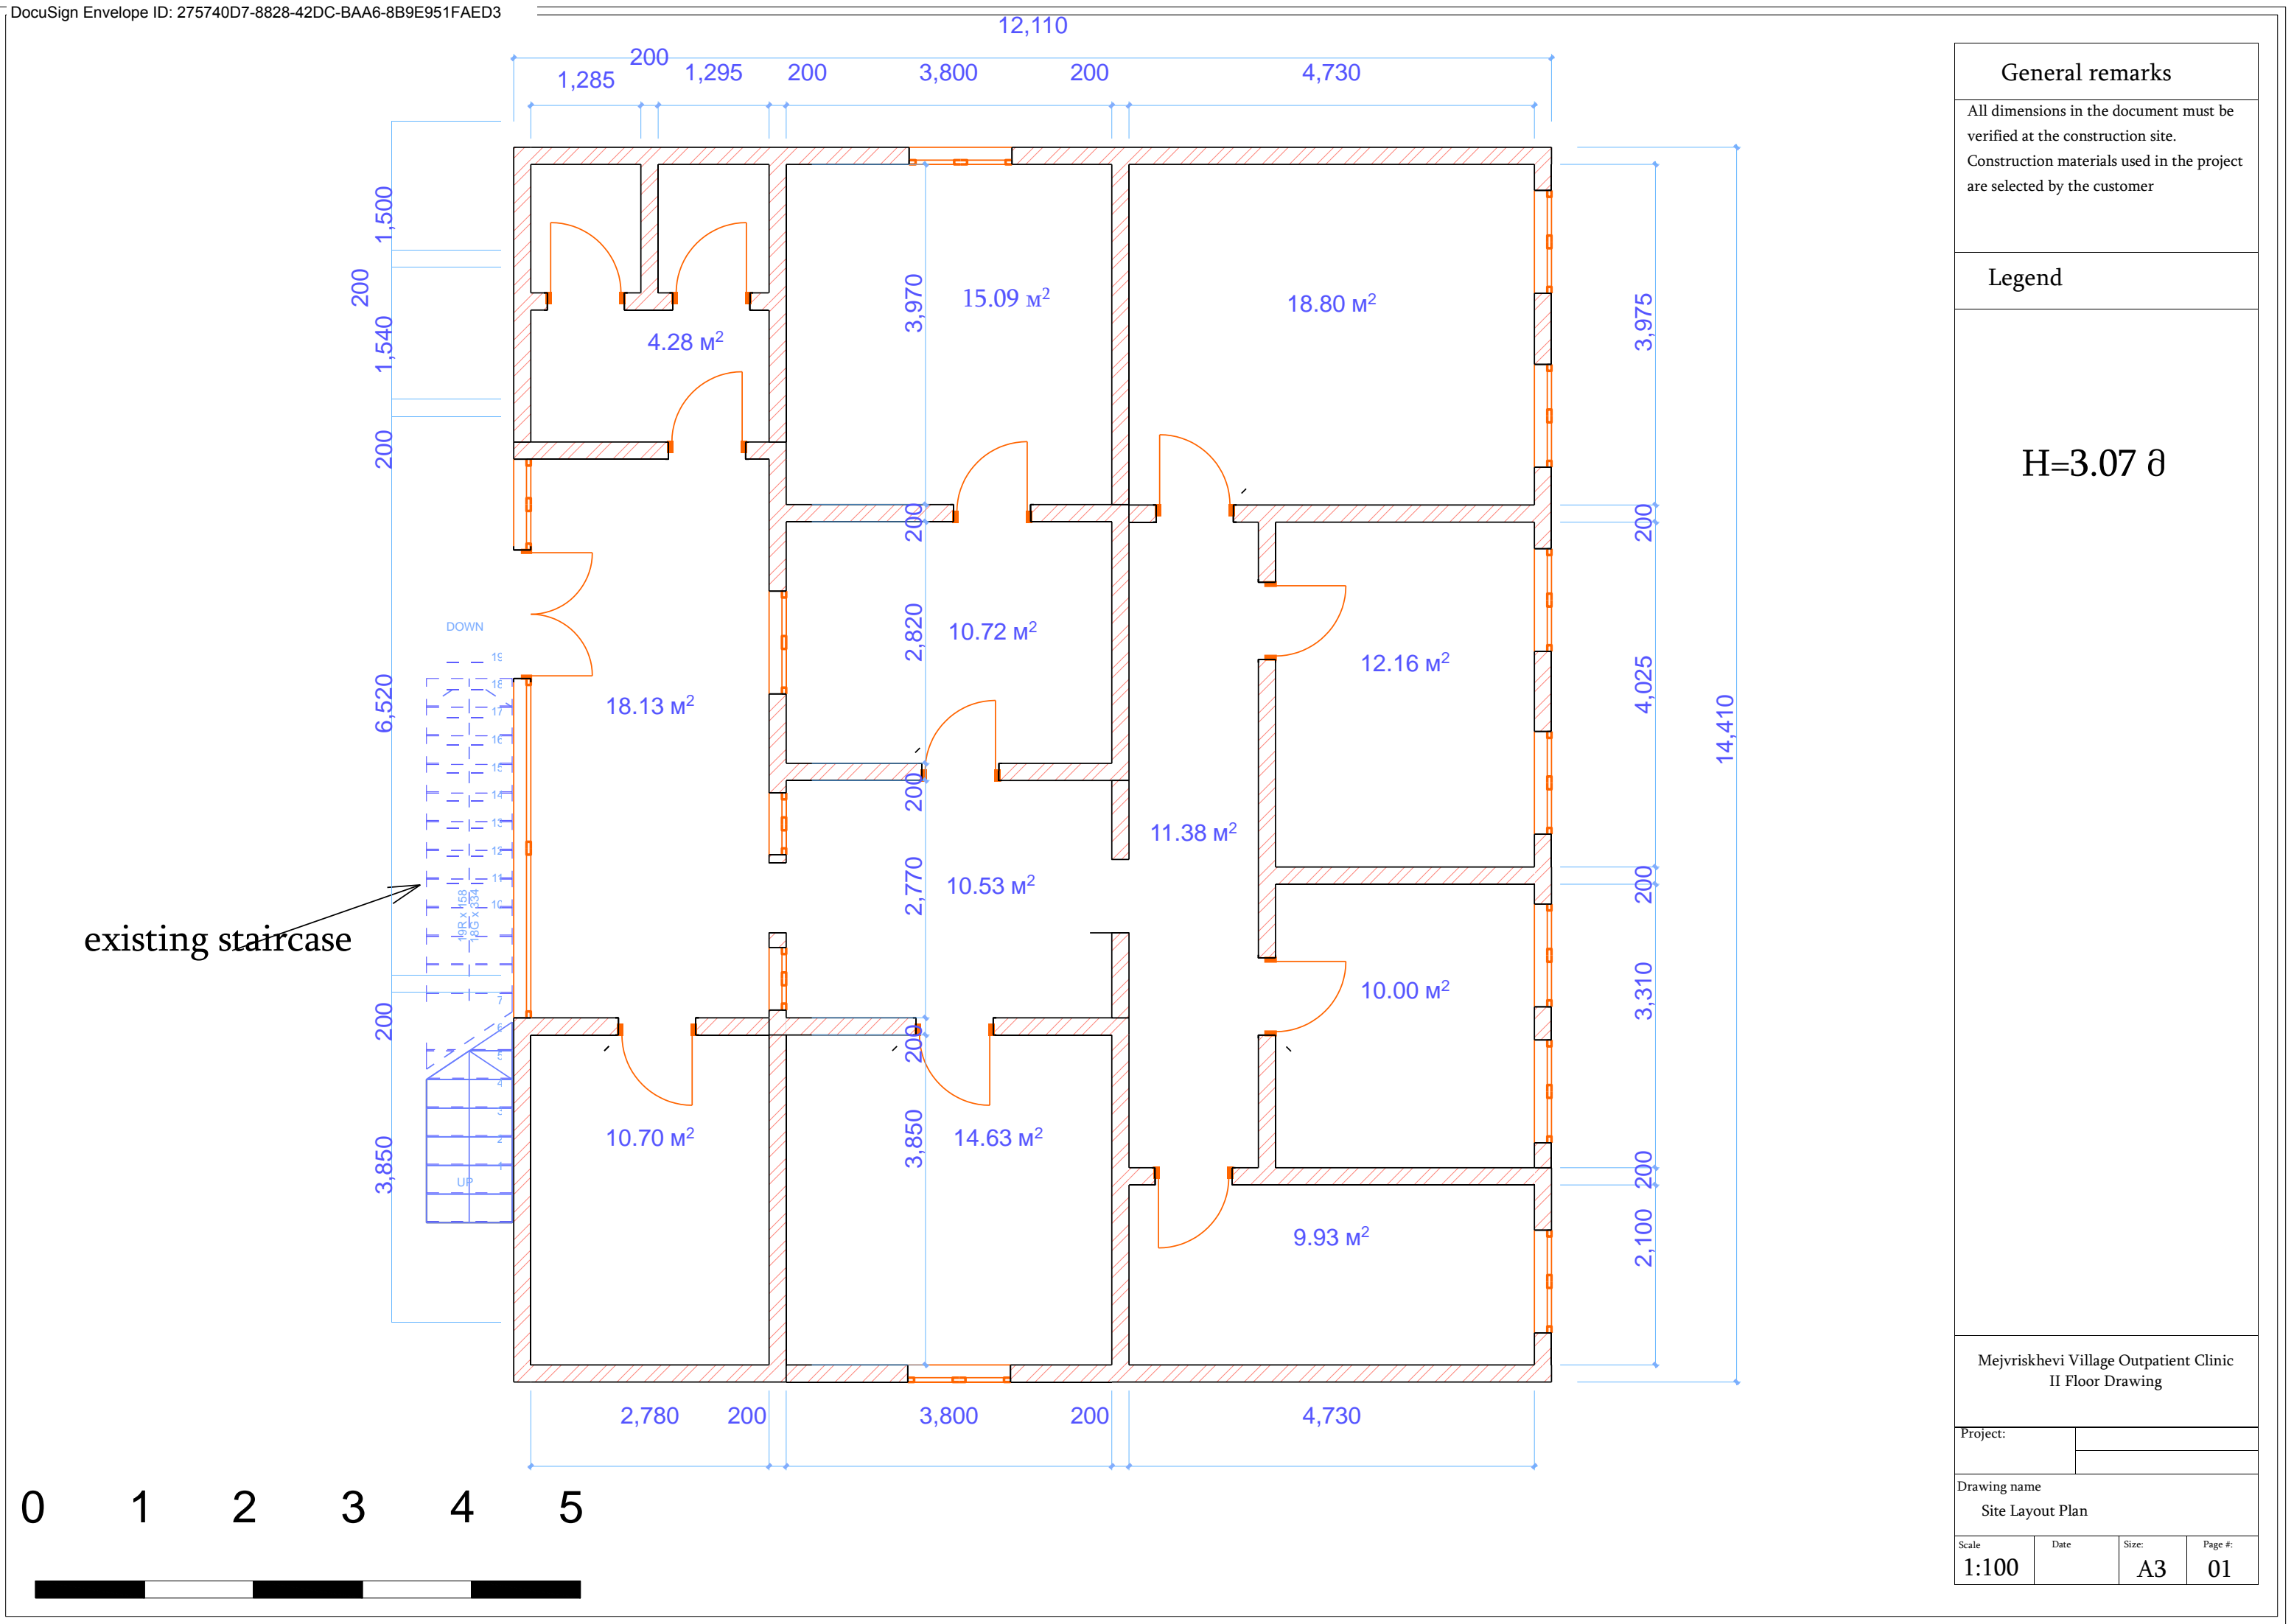 DocuSign Envelope ID: 275740D7-8828-42DC-BAA6-8B9E951FAED3
12,110
200
1,285
1,295
200
3,800
200
4,730
1,500
200
1,540
200
6,520
200
3,850
3,970
200
2,820
200
2,770
200
3,850
3,975
200
4,025
200
3,310
200
2,100
14,410
15.09 м²
18.80 м²
4.28 м²
10.72 м²
12.16 м²
18.13 м²
11.38 м²
10.53 м²
10.00 м²
10.70 м²
14.63 м²
9.93 м²
DOWN
19R x 158
18G x 334
UP
existing staircase
2,780
200
3,800
200
4,730
0 1 2 3 4 5
General remarks
All dimensions in the document must be
verified at the construction site.
Construction materials used in the project
are selected by the customer
Legend
H=3.07 მ
Mejvriskhevi Village Outpatient Clinic
II Floor Drawing
Project:
Drawing name
Site Layout Plan
Scale
1:100
Date
Size:
A3
Page #:
01